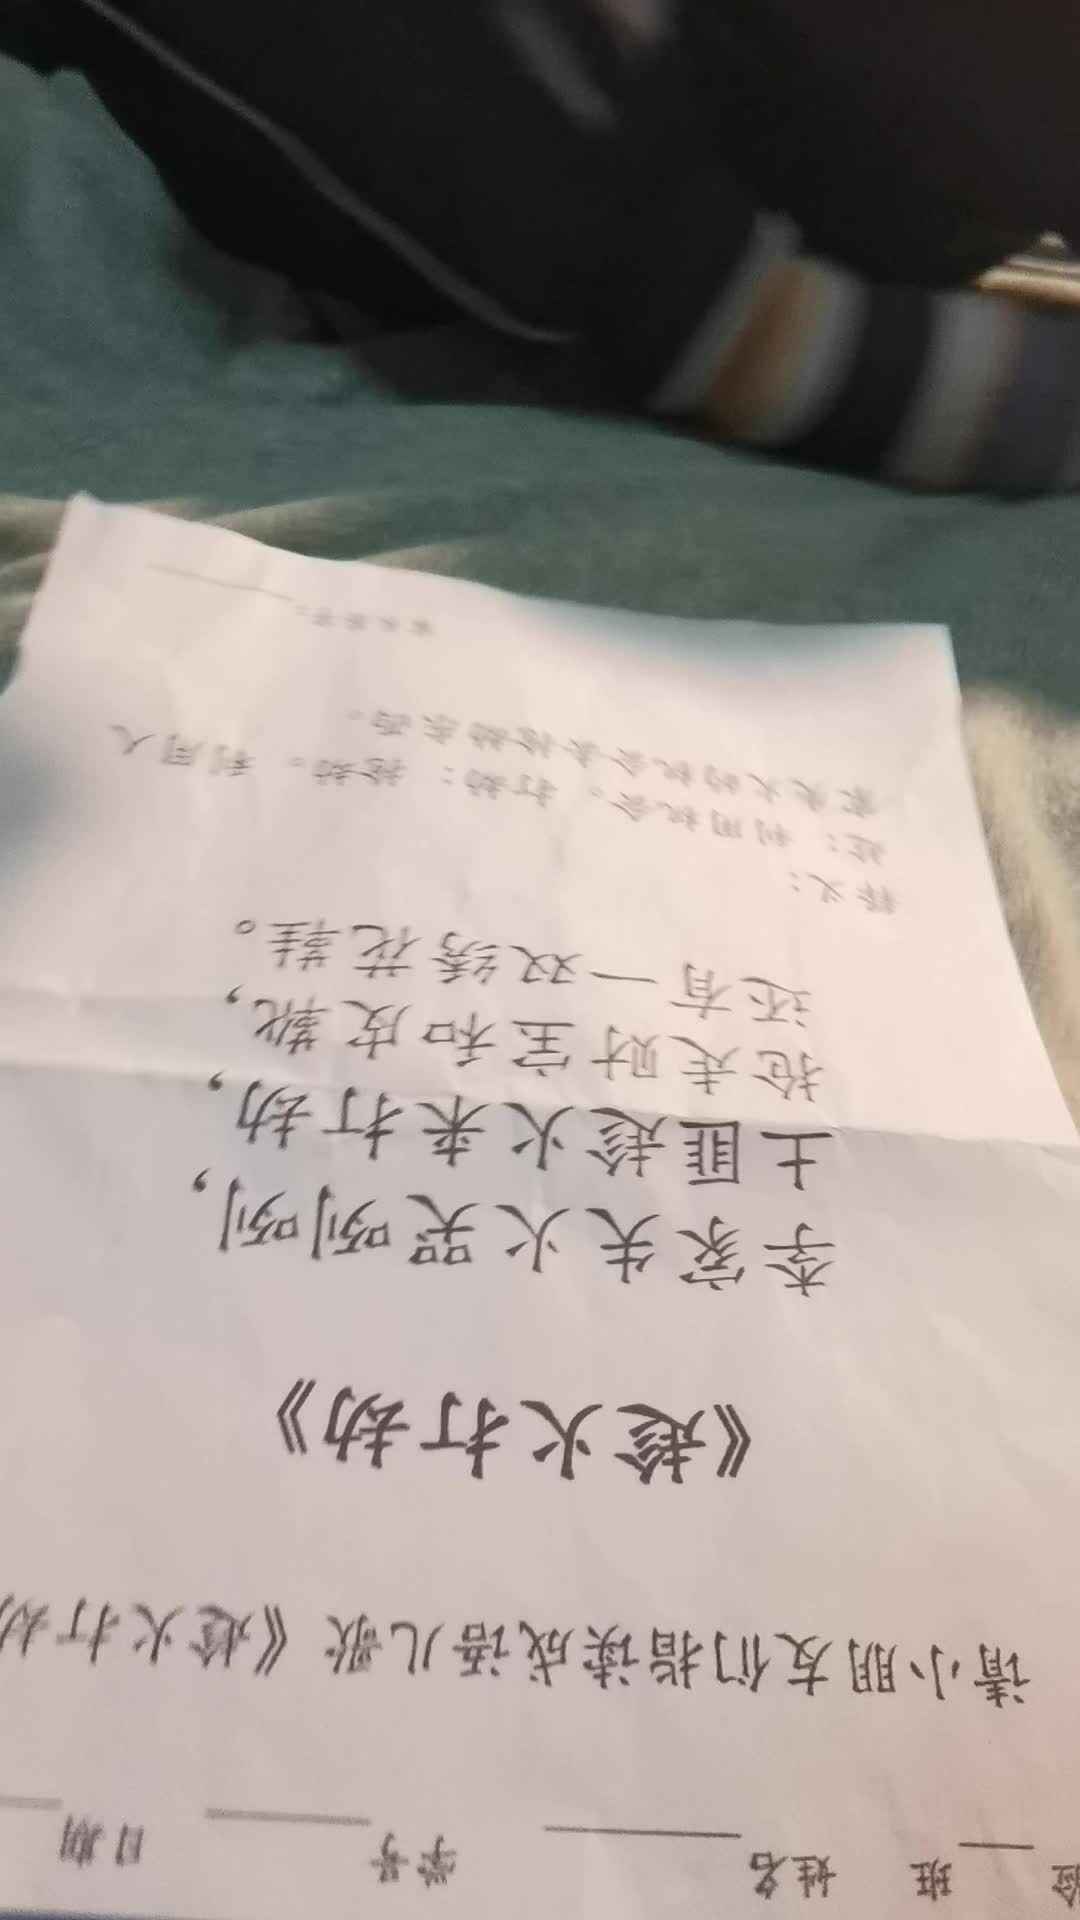 班 姓名 学号 日期
请小朋友们指读成语儿歌《趁火打劫
《趁火打劫》
李家失火哭咧咧，
土匪趁火来打劫，
抢走财宝和皮靴，
还有一双绣花鞋。
释义：
趁：利用机会。打劫：抢劫。利用人
家失火的机会去抢劫东西。
家长签字：